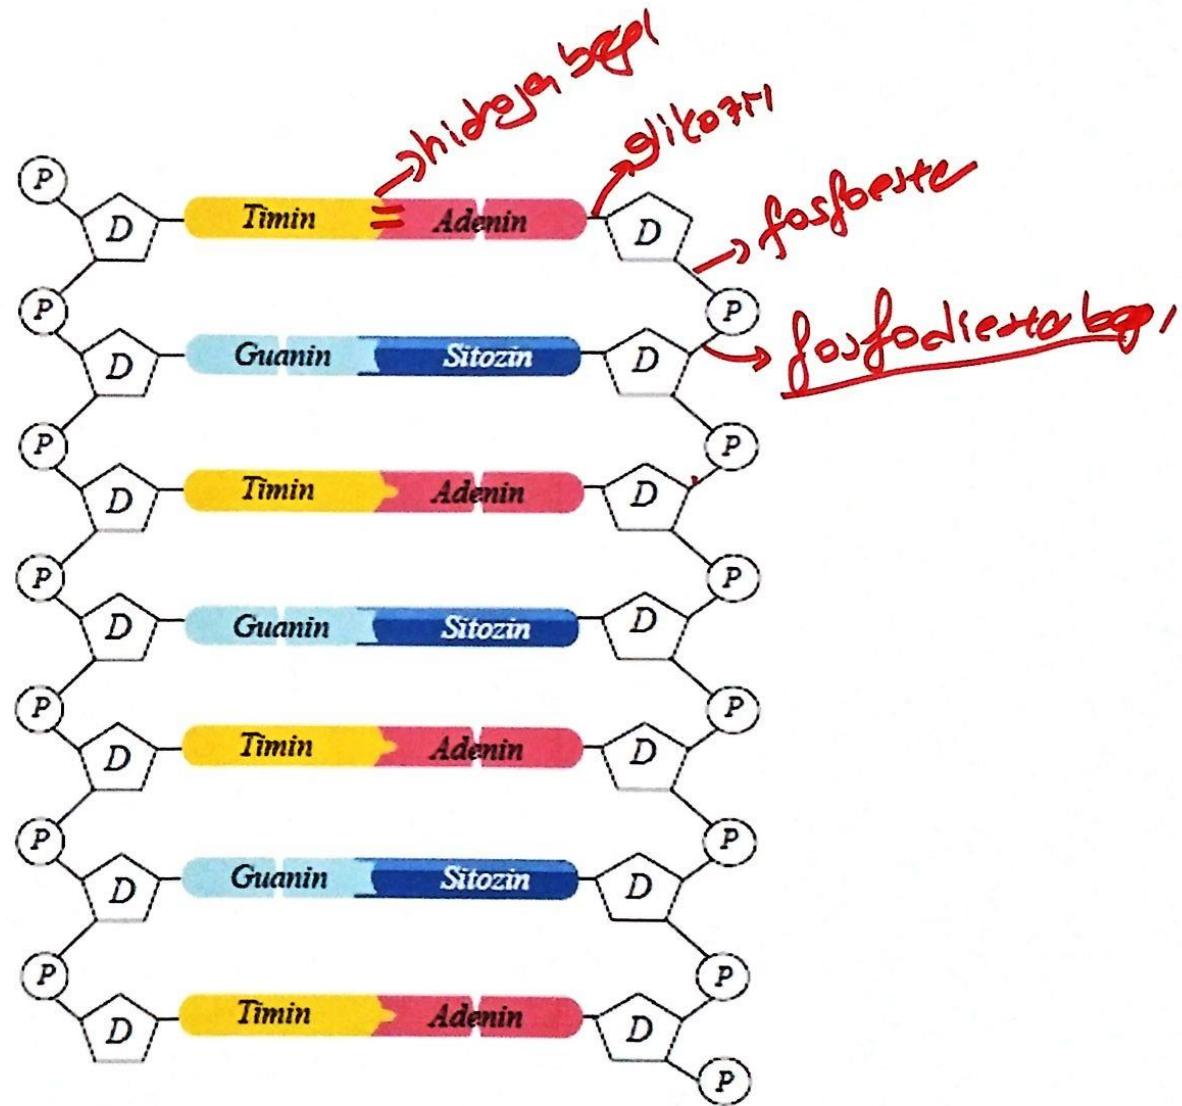 hidrojen bağı
glikozit
P
D Timin = Adenin D
fosfoester
P P
fosfodiester bağı
D Guanin Sitozin D
P P
D Timin Adenin D
P P
D Guanin Sitozin D
P P
D Timin Adenin D
P P
D Guanin Sitozin D
P P
D Timin Adenin D
P